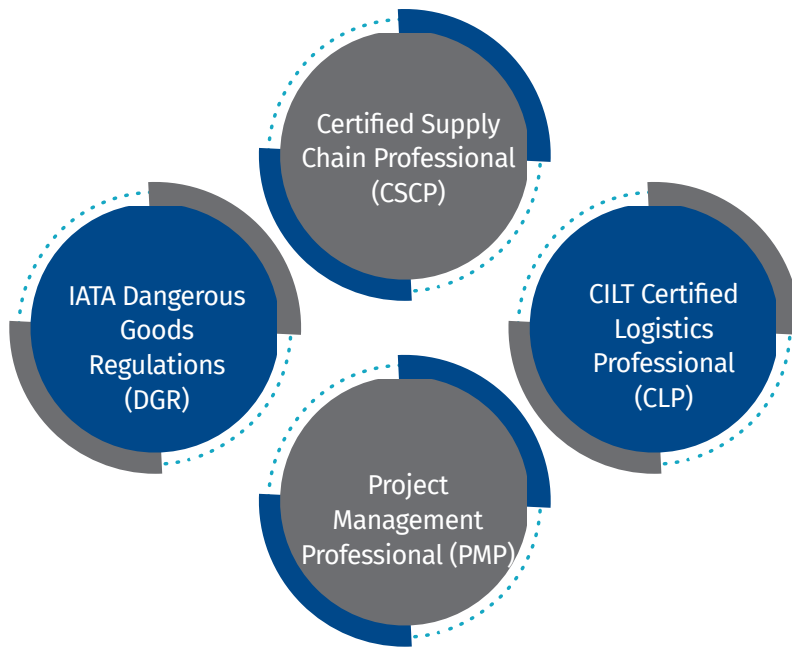 Certified Supply
Chain Professional
(CSCP)
IATA Dangerous
Goods
Regulations
(DGR)
CILT Certified
Logistics
Professional
(CLP)
Project
Management
Professional (PMP)